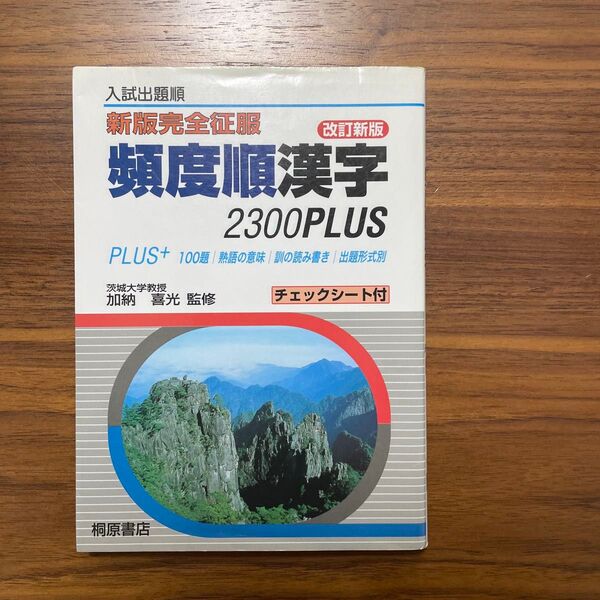 入試出題順
新版完全征服
改訂新版
頻度順漢字
2300PLUS
PLUS+ 100題|熟語の意味|訓の読み書き|出題形式別
茨城大学教授
加納 喜光 監修
チェックシート付
桐原書店